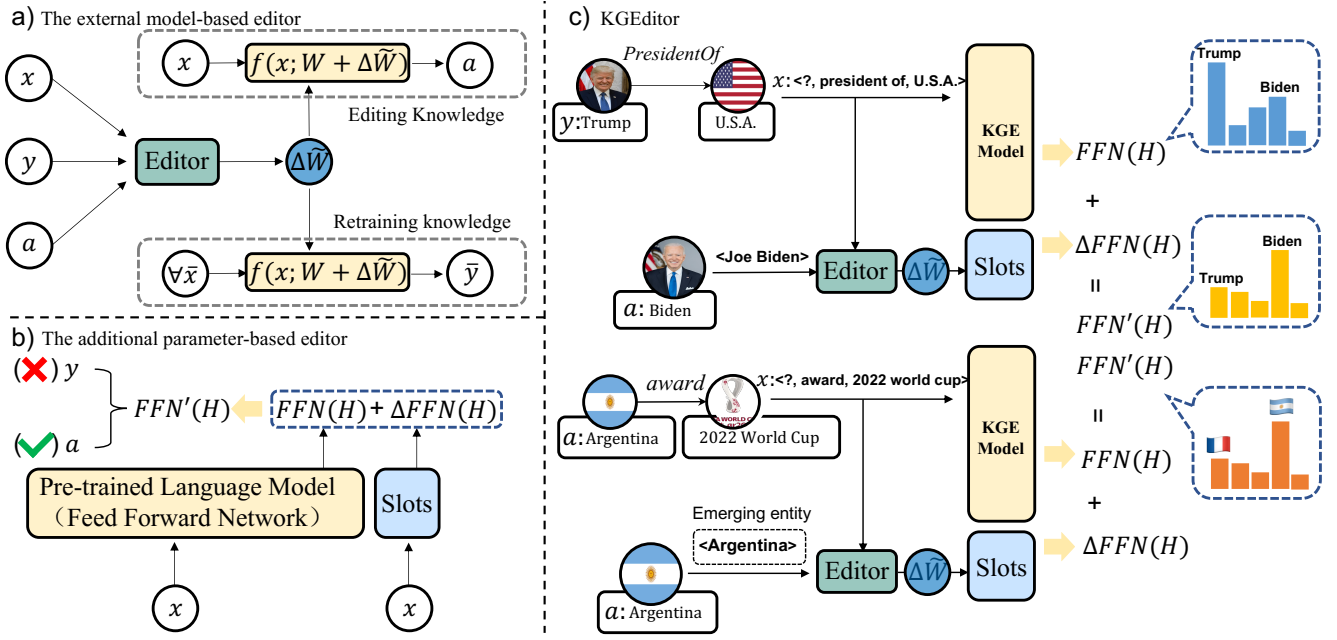 a) The external model-based editor
x
y
a
Editor
ΔW̃
x
f(x; W + ΔW̃)
a
Editing Knowledge
Retraining knowledge
∀x̄
f(x; W + ΔW̃)
ȳ
b) The additional parameter-based editor
(❌) y
(✔) a
FFN′(H)
FFN(H) + ΔFFN(H)
Pre-trained Language Model
(Feed Forward Network)
Slots
x
x
c) KGEditor
PresidentOf
y:Trump
U.S.A.
x:<?, president of, U.S.A.>
KGE
Model
FFN(H)
Trump
Biden
+
ΔFFN(H)
=
FFN′(H)
Trump
Biden
<Joe Biden>
a: Biden
Editor
ΔW̃
Slots
award
a:Argentina
2022 World Cup
x:<?, award, 2022 world cup>
KGE
Model
FFN′(H)
=
FFN(H)
+
ΔFFN(H)
Emerging entity
<Argentina>
a: Argentina
Editor
ΔW̃
Slots